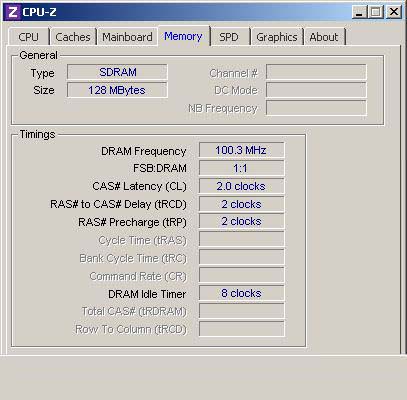 CPU-Z
CPU Caches Mainboard Memory SPD Graphics About
General
Type SDRAM Channel #
Size 128 MBytes DC Mode
NB Frequency
Timings
DRAM Frequency 100.3 MHz
FSB:DRAM 1:1
CAS# Latency (CL) 2.0 clocks
RAS# to CAS# Delay (tRCD) 2 clocks
RAS# Precharge (tRP) 2 clocks
Cycle Time (tRAS)
Bank Cycle Time (tRC)
Command Rate (CR)
DRAM Idle Timer 8 clocks
Total CAS# (tRDRAM)
Row To Column (tRCD)